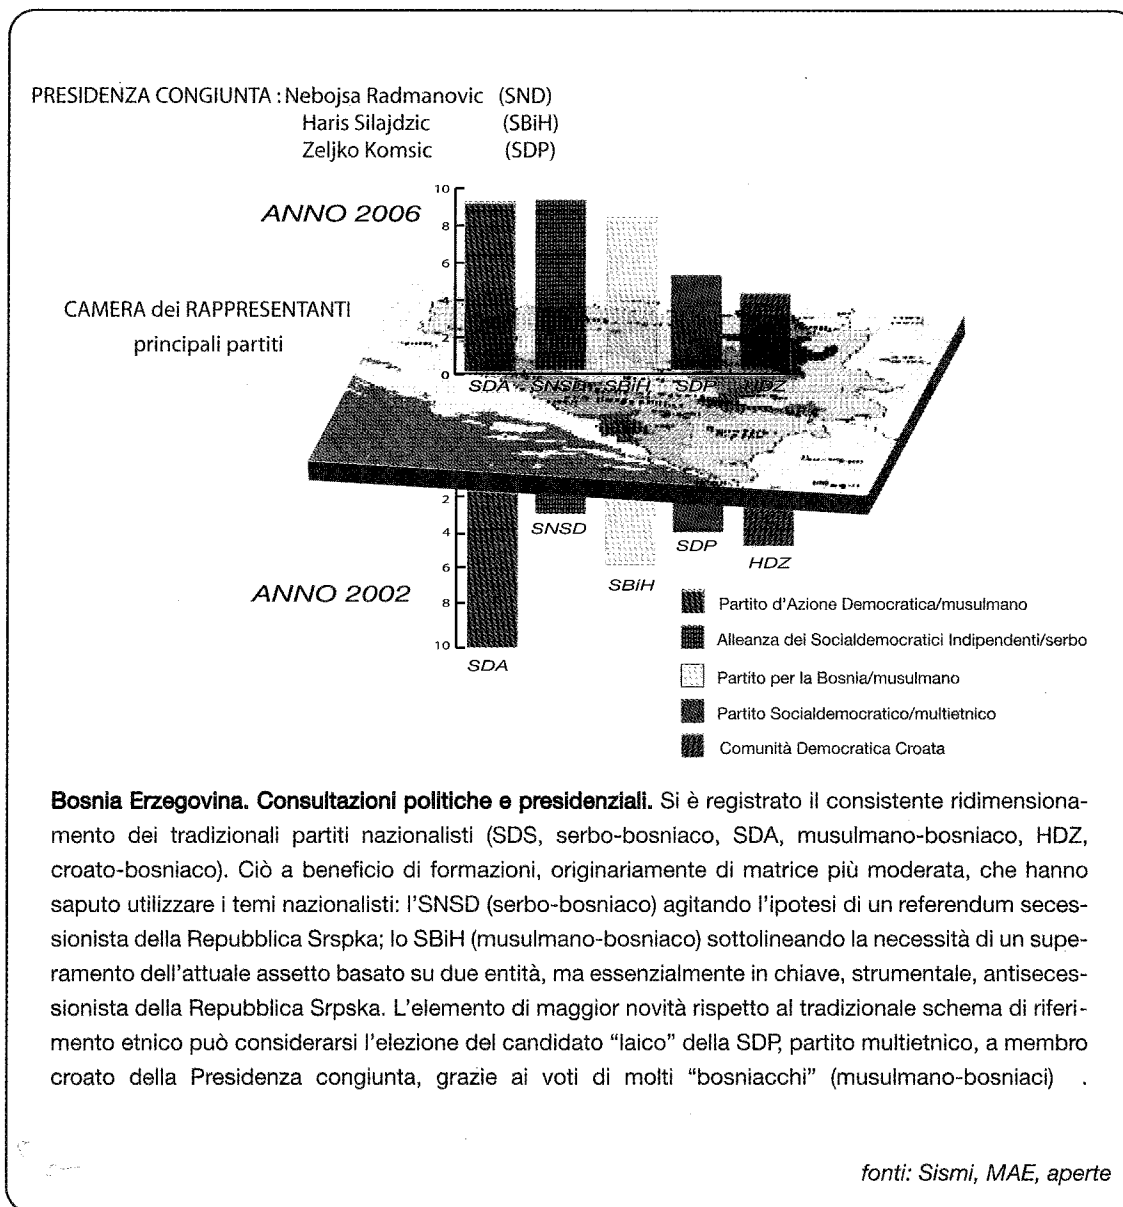 PRESIDENZA CONGIUNTA : Nebojsa Radmanovic (SND)
Haris Silajdzic (SBiH)
Zeljko Komsic (SDP)
ANNO 2006
10
8
6
4
2
0
CAMERA dei RAPPRESENTANTI
principali partiti
SDA SNSD SBiH SDP HDZ
2
4
6
8
10
SNSD
SDP
HDZ
SBiH
ANNO 2002
SDA
Partito d'Azione Democratica/musulmano
Alleanza dei Socialdemocratici Indipendenti/serbo
Partito per la Bosnia/musulmano
Partito Socialdemocratico/multietnico
Comunità Democratica Croata
Bosnia Erzegovina. Consultazioni politiche e presidenziali. Si è registrato il consistente ridimensiona-
mento dei tradizionali partiti nazionalisti (SDS, serbo-bosniaco, SDA, musulmano-bosniaco, HDZ,
croato-bosniaco). Ciò a beneficio di formazioni, originariamente di matrice più moderata, che hanno
saputo utilizzare i temi nazionalisti: l'SNSD (serbo-bosniaco) agitando l'ipotesi di un referendum seces-
sionista della Repubblica Srspka; lo SBiH (musulmano-bosniaco) sottolineando la necessità di un supe-
ramento dell'attuale assetto basato su due entità, ma essenzialmente in chiave, strumentale, antiseces-
sionista della Repubblica Srpska. L'elemento di maggior novità rispetto al tradizionale schema di riferi-
mento etnico può considerarsi l'elezione del candidato "laico" della SDP, partito multietnico, a membro
croato della Presidenza congiunta, grazie ai voti di molti "bosniacchi" (musulmano-bosniaci) .
fonti: Sismi, MAE, aperte